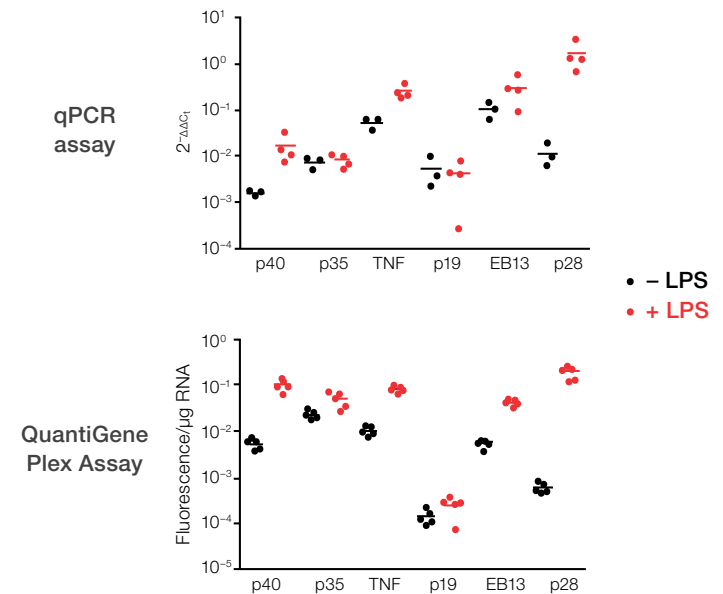 qPCR
assay
2⁻ΔΔCt
10¹
10⁰
10⁻¹
10⁻²
10⁻³
10⁻⁴
p40 p35 TNF p19 EB13 p28
– LPS
+ LPS
QuantiGene
Plex Assay
Fluorescence/µg RNA
10⁰
10⁻¹
10⁻²
10⁻³
10⁻⁴
10⁻⁵
p40 p35 TNF p19 EB13 p28